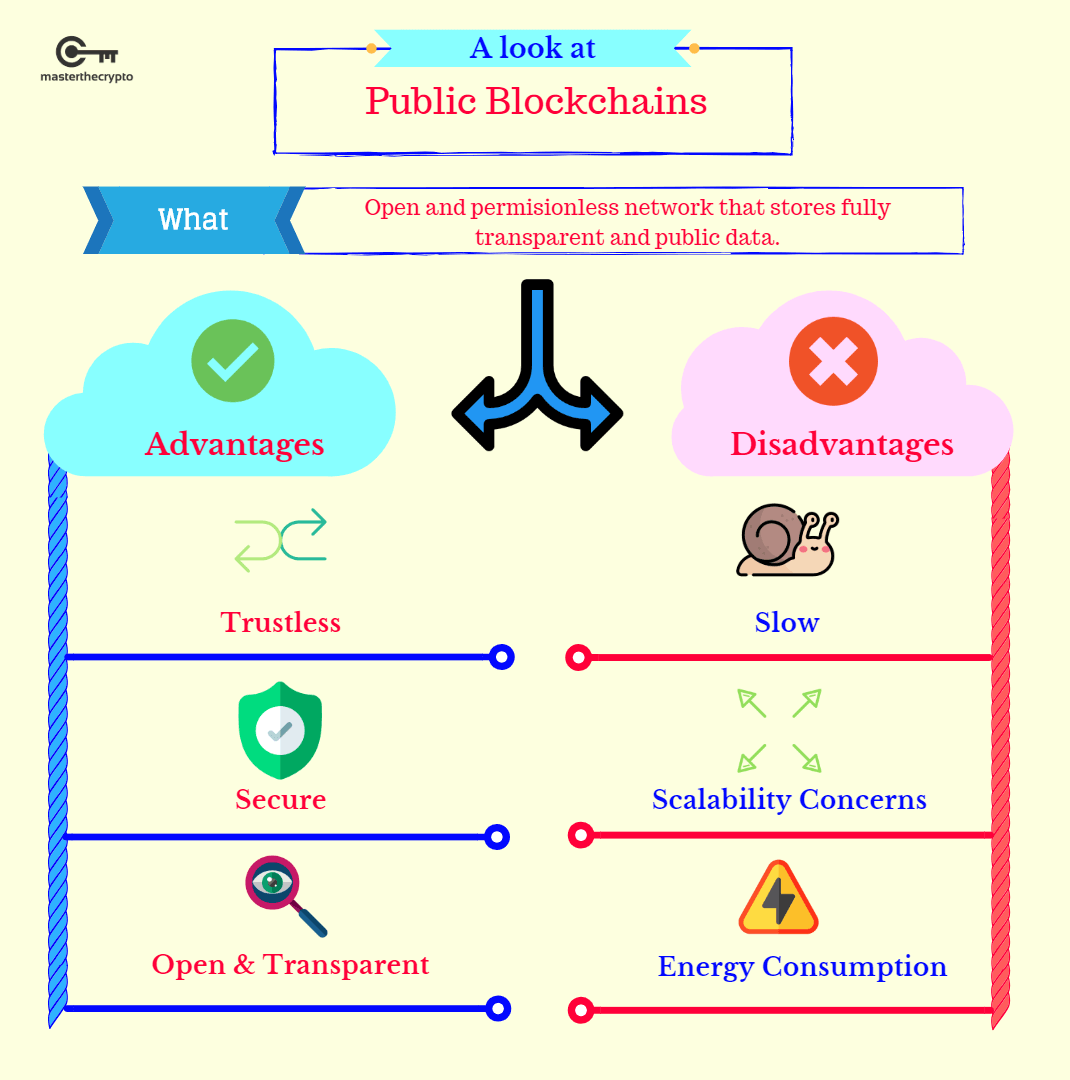 masterthecrypto
A look at
Public Blockchains
What
Open and permisionless network that stores fully
transparent and public data.
Advantages
Disadvantages
Trustless
Slow
Secure
Scalability Concerns
Open & Transparent
Energy Consumption